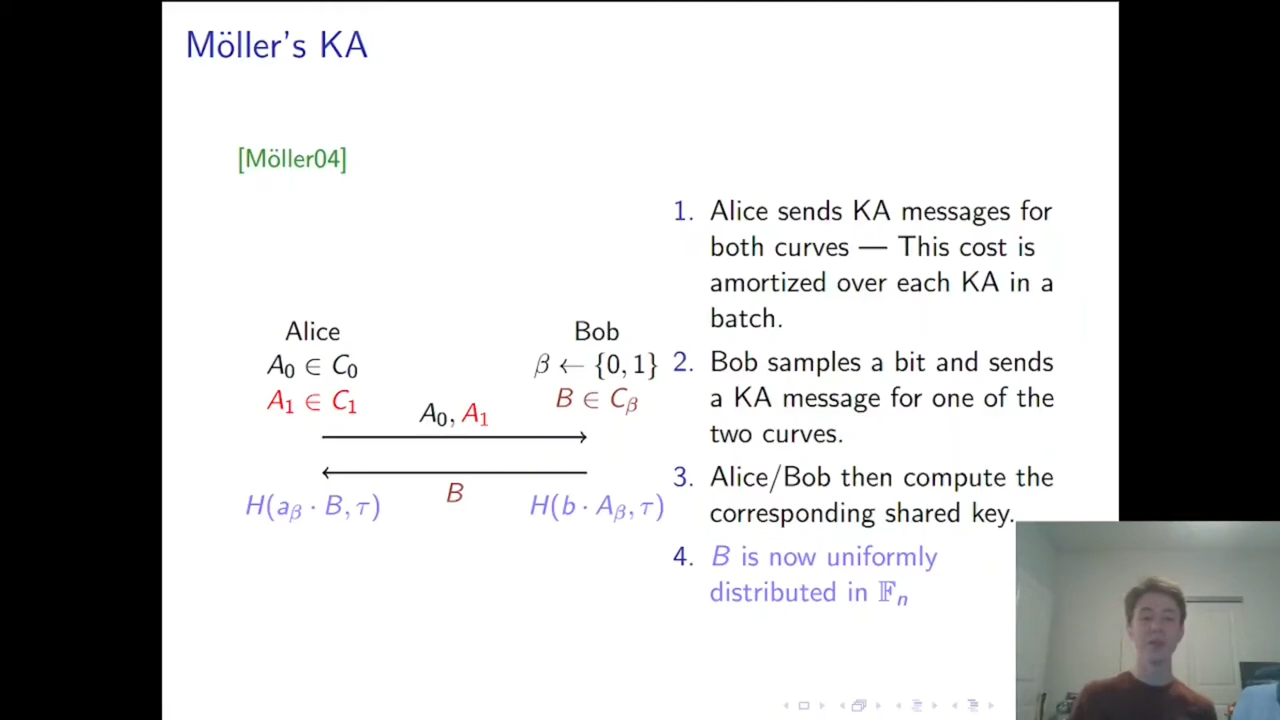 Möller's KA
[Möller04]
Alice
A₀ ∈ C₀
A₁ ∈ C₁
Bob
β ← {0, 1}
B ∈ C_β
A₀, A₁
B
H(a_β · B, τ)
H(b · A_β, τ)
1. Alice sends KA messages for
both curves — This cost is
amortized over each KA in a
batch.
2. Bob samples a bit and sends
a KA message for one of the
two curves.
3. Alice/Bob then compute the
corresponding shared key.
4. B is now uniformly
distributed in 𝔽ₙ